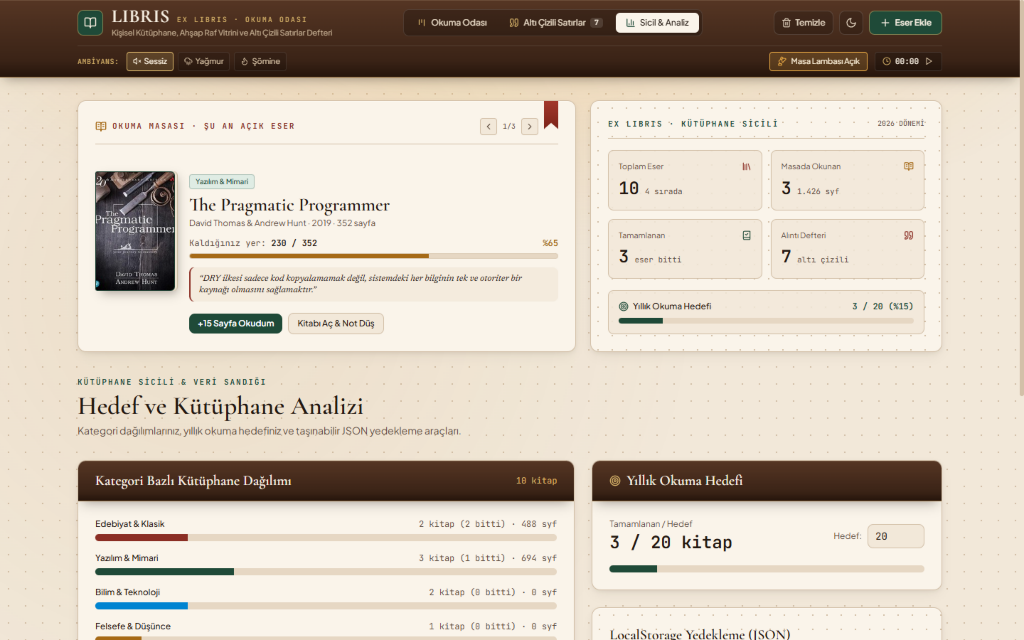 LIBRIS EX LIBRIS · OKUMA ODASI
Kişisel Kütüphane, Ahşap Raf Vitrini ve Altı Çizili Satırlar Defteri
Okuma Odası
Altı Çizili Satırlar 7
Sicil & Analiz
Temizle
Eser Ekle
AMBİYANS:
Sessiz
Yağmur
Şömine
Masa Lambası Açık
00:00
OKUMA MASASI · ŞU AN AÇIK ESER
1/3
The
Pragmatic
Programmer
DAVID THOMAS
ANDREW HUNT
Yazılım & Mimari
The Pragmatic Programmer
David Thomas & Andrew Hunt · 2019 · 352 sayfa
Kaldığınız yer: 230 / 352
%65
"DRY ilkesi sadece kod kopyalamamak değil, sistemdeki her bilginin tek ve otoriter bir
kaynağı olmasını sağlamaktır."
+15 Sayfa Okudum
Kitabı Aç & Not Düş
EX LIBRIS · KÜTÜPHANE SİCİLİ
2026 DÖNEMİ
Toplam Eser
10 4 sırada
Masada Okunan
3 1.426 syf
Tamamlanan
3 eser bitti
Alıntı Defteri
7 altı çizili
Yıllık Okuma Hedefi
3 / 20 (%15)
KÜTÜPHANE SİCİLİ & VERİ SANDIĞI
Hedef ve Kütüphane Analizi
Kategori dağılımlarınız, yıllık okuma hedefiniz ve taşınabilir JSON yedekleme araçları.
Kategori Bazlı Kütüphane Dağılımı
10 kitap
Edebiyat & Klasik
2 kitap (2 bitti) · 488 syf
Yazılım & Mimari
3 kitap (1 bitti) · 694 syf
Bilim & Teknoloji
2 kitap (0 bitti) · 0 syf
Felsefe & Düşünce
1 kitap (0 bitti) · 0 syf
Yıllık Okuma Hedefi
Tamamlanan / Hedef
3 / 20 kitap
Hedef:
20
LocalStorage Yedekleme (JSON)